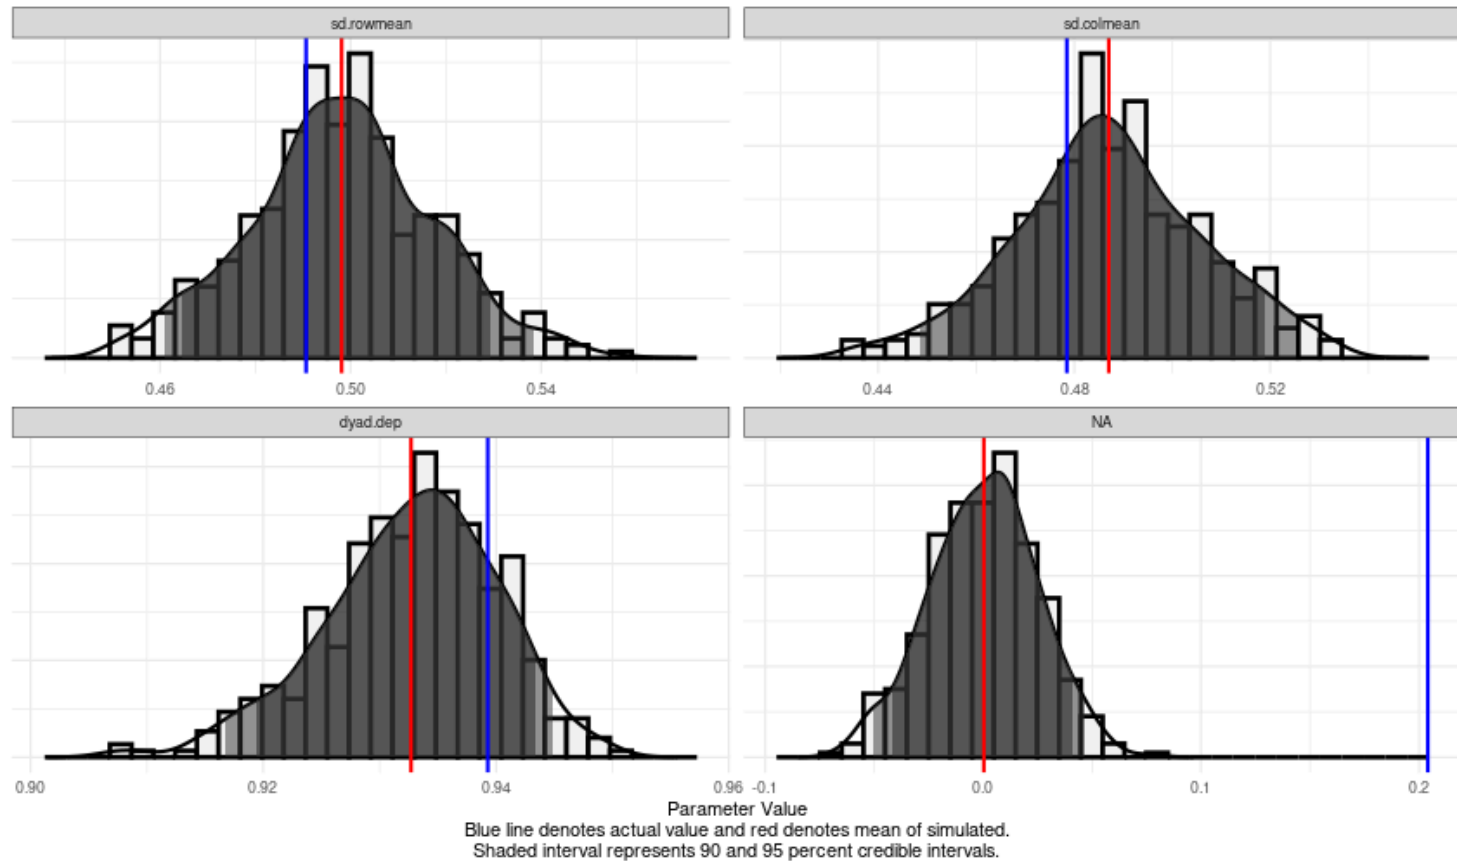 sd.rowmean
sd.colmean
0.46 0.50 0.54
0.44 0.48 0.52
dyad.dep
NA
0.90 0.92 0.94 0.96
-0.1 0.0 0.1 0.2
Parameter Value
Blue line denotes actual value and red denotes mean of simulated.
Shaded interval represents 90 and 95 percent credible intervals.